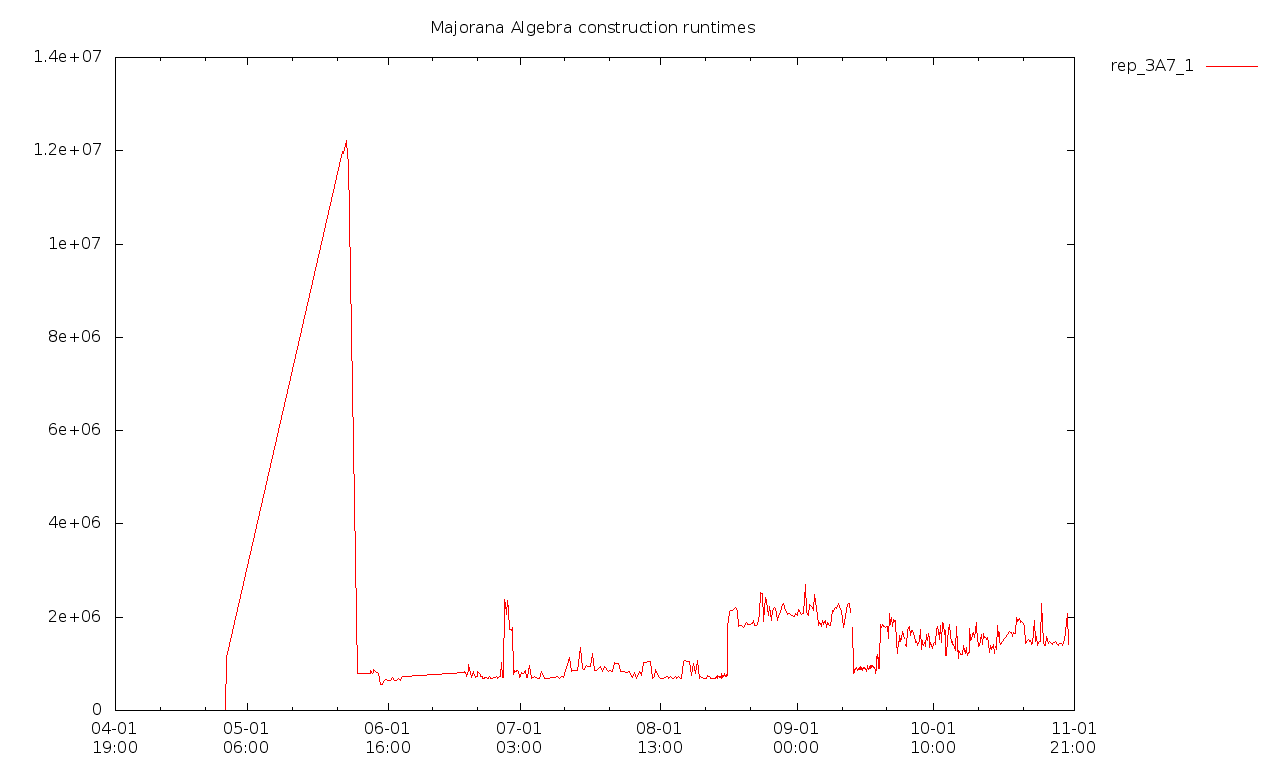 Majorana Algebra construction runtimes
rep_3A7_1
1.4e+07
1.2e+07
1e+07
8e+06
6e+06
4e+06
2e+06
0
04-01 05-01 06-01 07-01 08-01 09-01 10-01 11-01
19:00 06:00 16:00 03:00 13:00 00:00 10:00 21:00